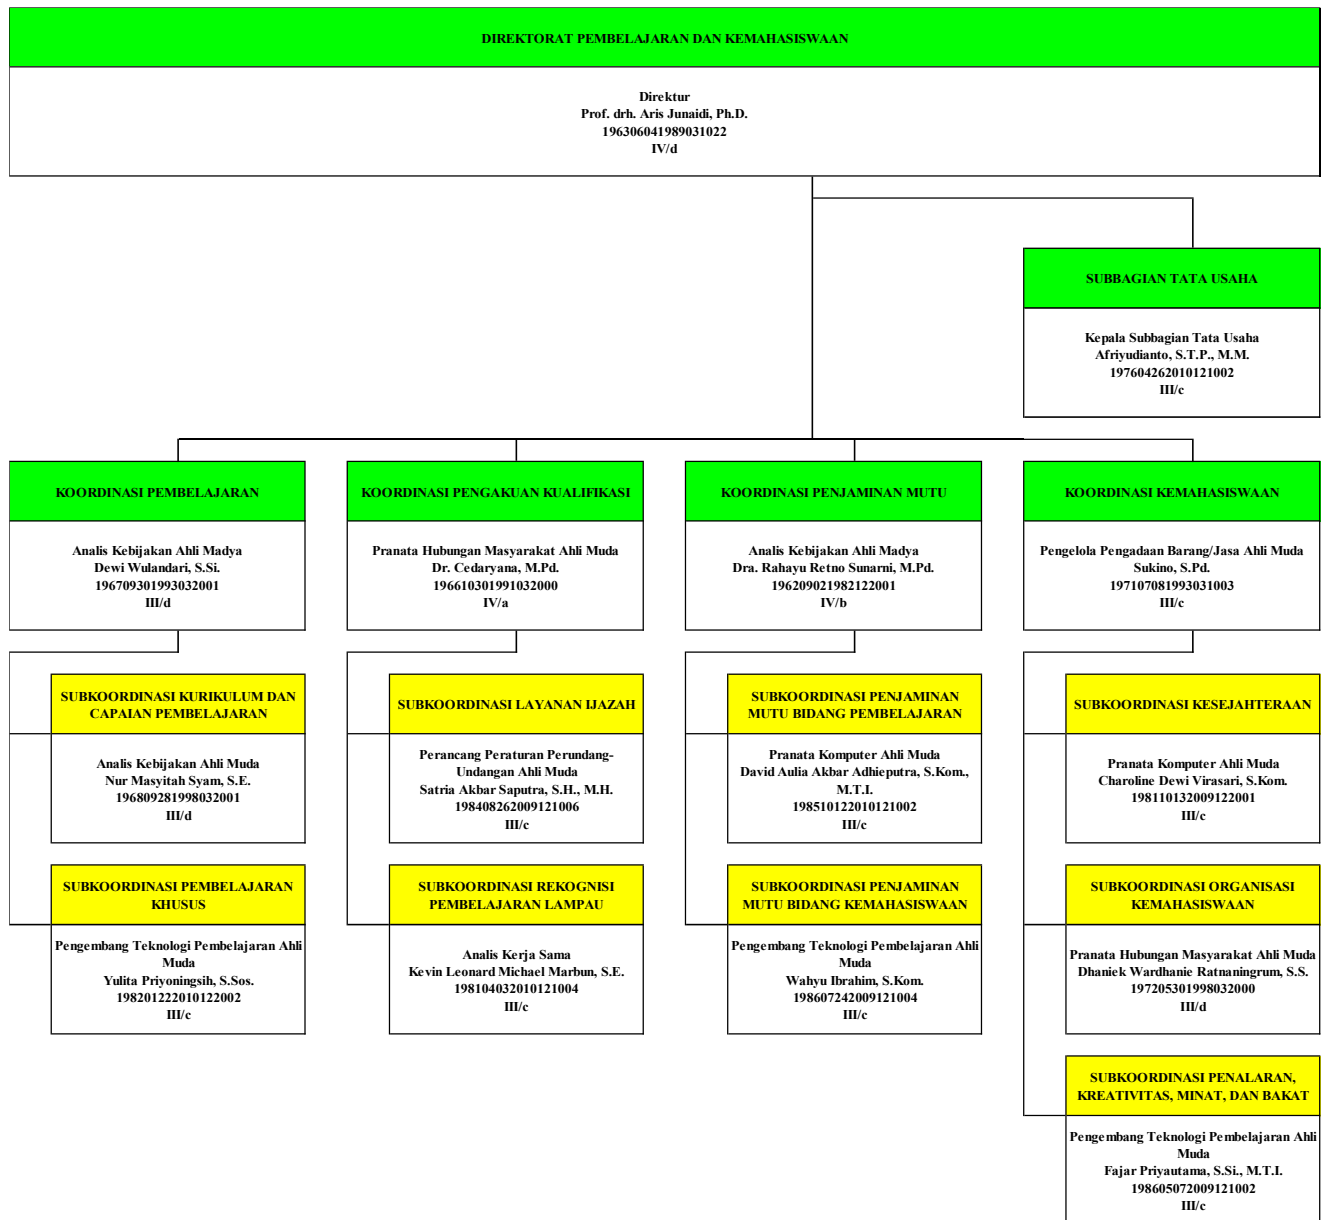 DIREKTORAT PEMBELAJARAN DAN KEMAHASISWAAN
Direktur
Prof. drh. Aris Junaidi, Ph.D.
196306041989031022
IV/d
SUBBAGIAN TATA USAHA
Kepala Subbagian Tata Usaha
Afriyudianto, S.T.P., M.M.
197604262010121002
III/c
KOORDINASI PEMBELAJARAN
Analis Kebijakan Ahli Madya
Dewi Wulandari, S.Si.
196709301993032001
III/d
SUBKOORDINASI KURIKULUM DAN
CAPAIAN PEMBELAJARAN
Analis Kebijakan Ahli Muda
Nur Masyitah Syam, S.E.
196809281998032001
III/d
SUBKOORDINASI PEMBELAJARAN
KHUSUS
Pengembang Teknologi Pembelajaran Ahli
Muda
Yulita Priyoningsih, S.Sos.
198201222010122002
III/c
KOORDINASI PENGAKUAN KUALIFIKASI
Pranata Hubungan Masyarakat Ahli Muda
Dr. Cedaryana, M.Pd.
196610301991032000
IV/a
SUBKOORDINASI LAYANAN IJAZAH
Perancang Peraturan Perundang-
Undangan Ahli Muda
Satria Akbar Saputra, S.H., M.H.
198408262009121006
III/c
SUBKOORDINASI REKOGNISI
PEMBELAJARAN LAMPAU
Analis Kerja Sama
Kevin Leonard Michael Marbun, S.E.
198104032010121004
III/c
KOORDINASI PENJAMINAN MUTU
Analis Kebijakan Ahli Madya
Dra. Rahayu Retno Sunarni, M.Pd.
196209021982122001
IV/b
SUBKOORDINASI PENJAMINAN
MUTU BIDANG PEMBELAJARAN
Pranata Komputer Ahli Muda
David Aulia Akbar Adhieputra, S.Kom.,
M.T.I.
198510122010121002
III/c
SUBKOORDINASI PENJAMINAN
MUTU BIDANG KEMAHASISWAAN
Pengembang Teknologi Pembelajaran Ahli
Muda
Wahyu Ibrahim, S.Kom.
198607242009121004
III/c
KOORDINASI KEMAHASISWAAN
Pengelola Pengadaan Barang/Jasa Ahli Muda
Sukino, S.Pd.
197107081993031003
III/c
SUBKOORDINASI KESEJAHTERAAN
Pranata Komputer Ahli Muda
Charoline Dewi Virasari, S.Kom.
198110132009122001
III/c
SUBKOORDINASI ORGANISASI
KEMAHASISWAAN
Pranata Hubungan Masyarakat Ahli Muda
Dhaniek Wardhanie Ratnaningrum, S.S.
197205301998032000
III/d
SUBKOORDINASI PENALARAN,
KREATIVITAS, MINAT, DAN BAKAT
Pengembang Teknologi Pembelajaran Ahli
Muda
Fajar Priyautama, S.Si., M.T.I.
198605072009121002
III/c